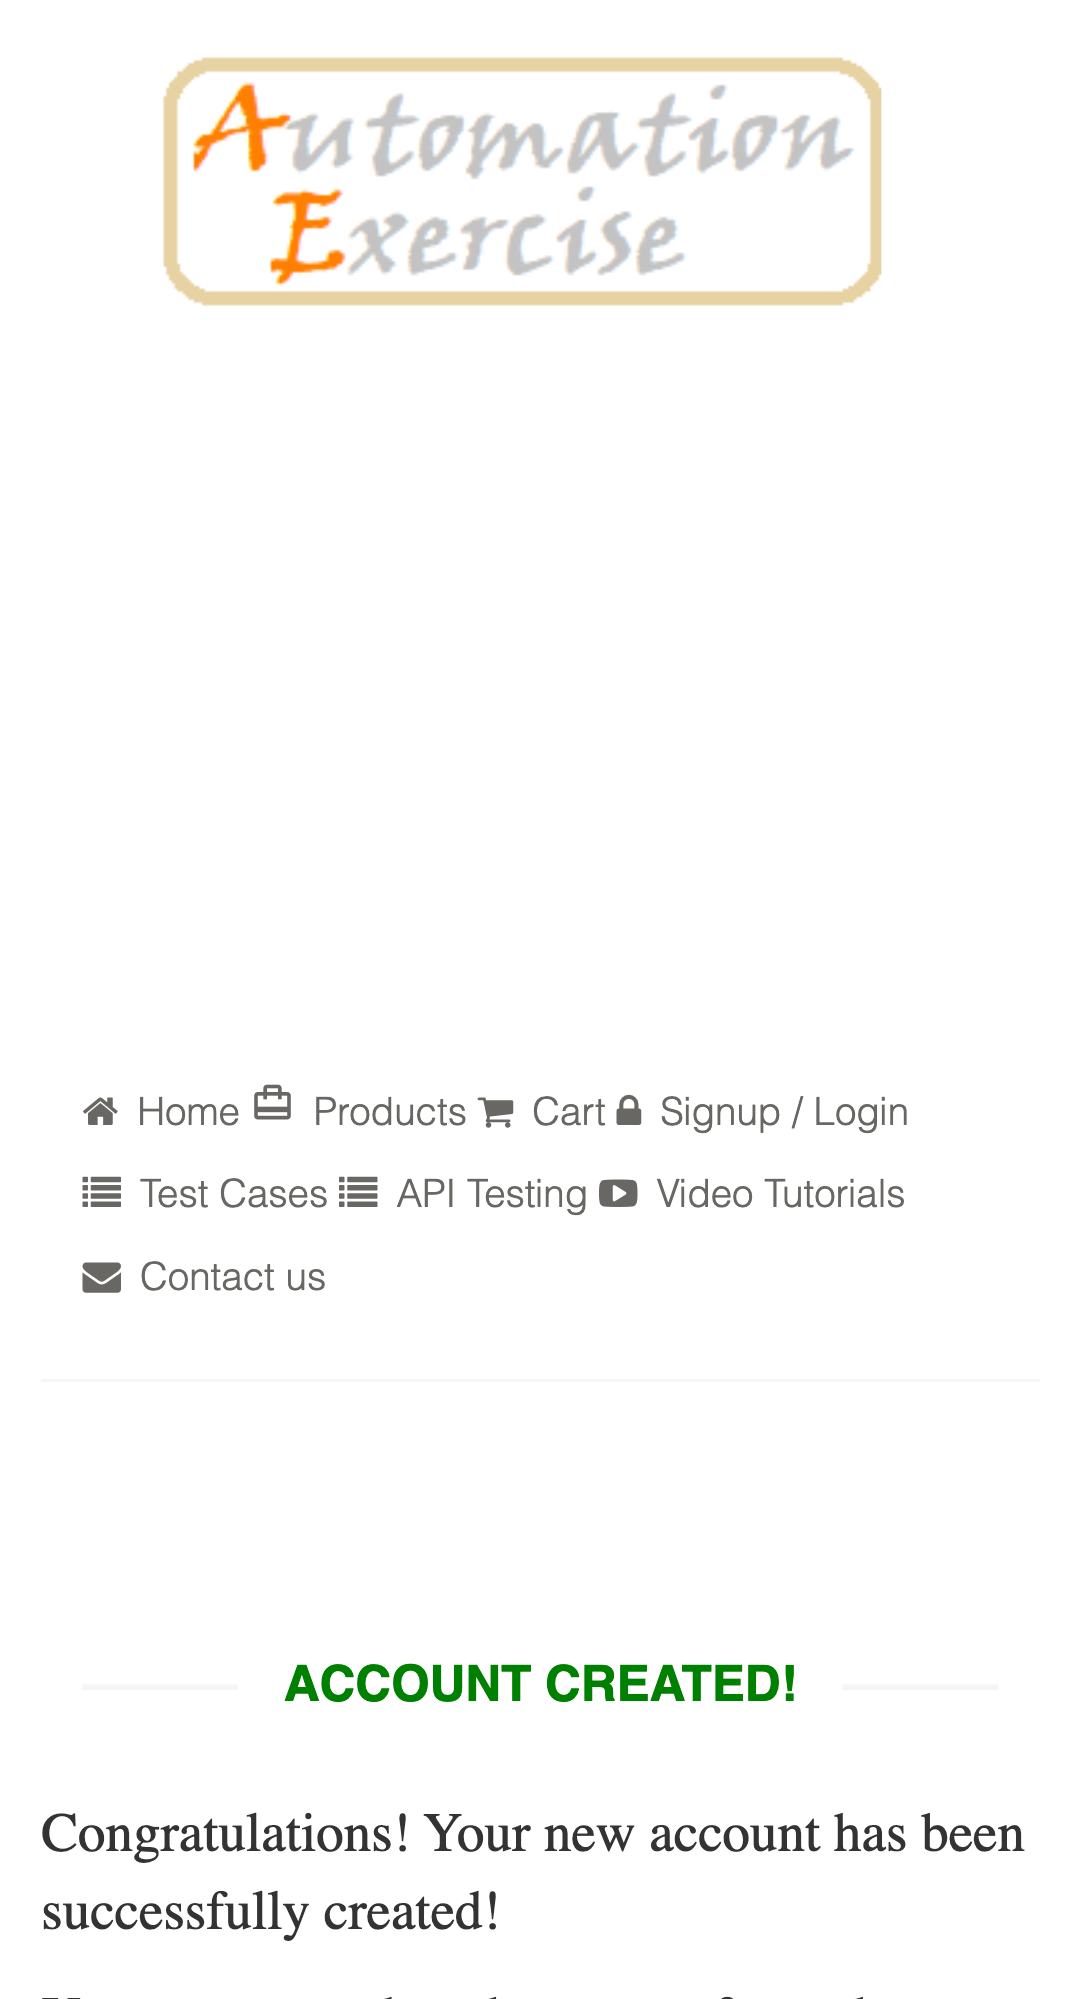 Automation
Exercise
Home Products Cart Signup / Login
Test Cases API Testing Video Tutorials
Contact us
ACCOUNT CREATED!
Congratulations! Your new account has been
successfully created!